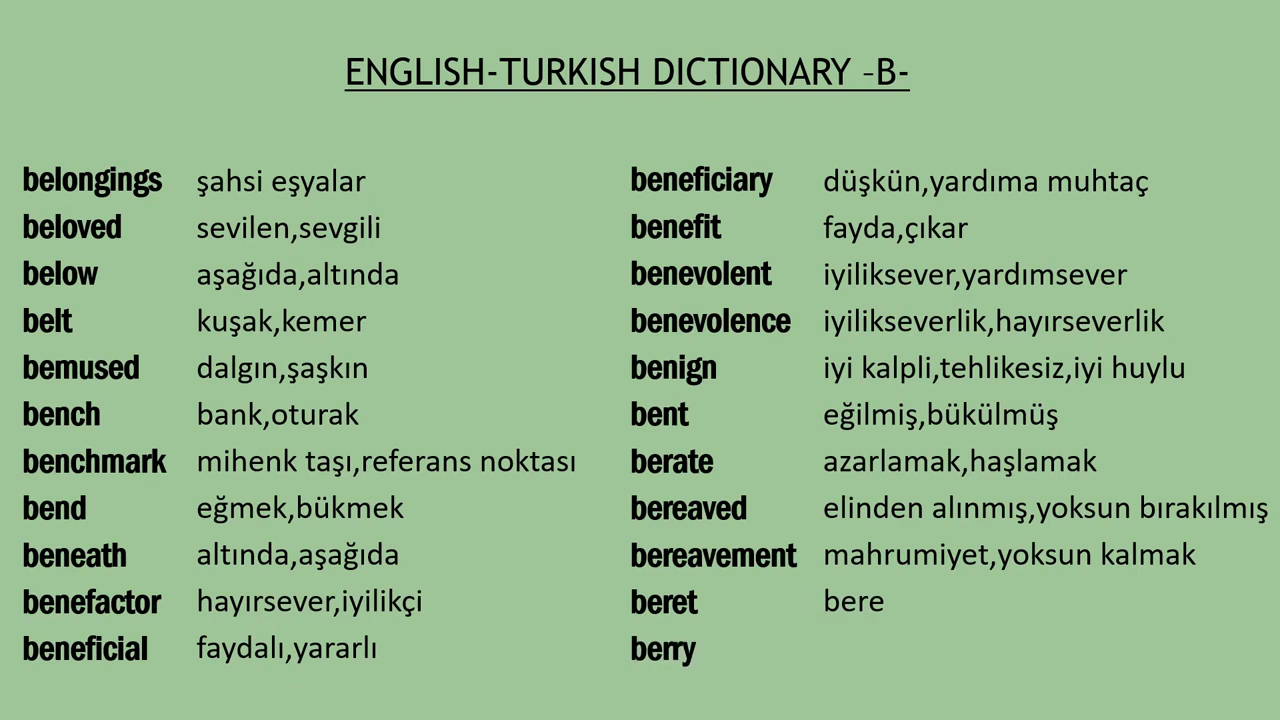 ENGLISH-TURKISH DICTIONARY –B-
belongings şahsi eşyalar
beloved sevilen,sevgili
below aşağıda,altında
belt kuşak,kemer
bemused dalgın,şaşkın
bench bank,oturak
benchmark mihenk taşı,referans noktası
bend eğmek,bükmek
beneath altında,aşağıda
benefactor hayırsever,iyilikçi
beneficial faydalı,yararlı
beneficiary düşkün,yardıma muhtaç
benefit fayda,çıkar
benevolent iyiliksever,yardımsever
benevolence iyilikseverlik,hayırseverlik
benign iyi kalpli,tehlikesiz,iyi huylu
bent eğilmiş,bükülmüş
berate azarlamak,haşlamak
bereaved elinden alınmış,yoksun bırakılmış
bereavement mahrumiyet,yoksun kalmak
beret bere
berry